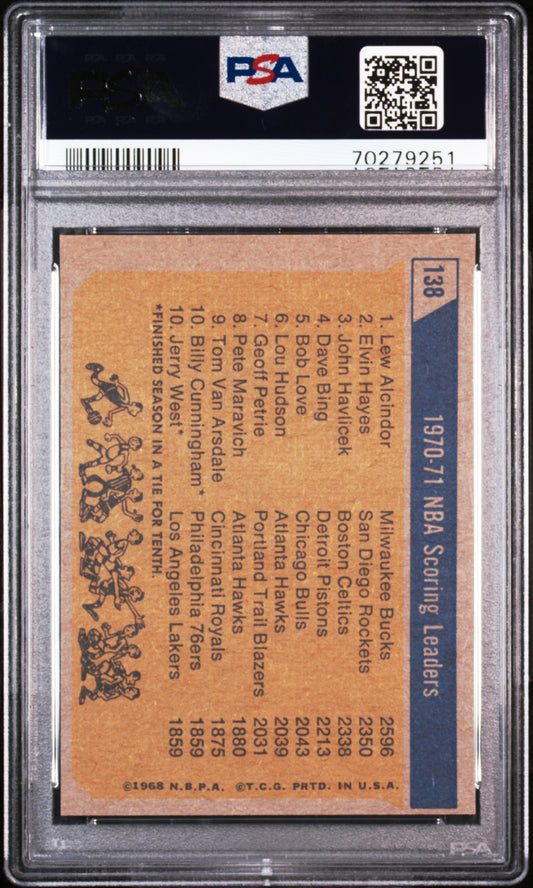 PSA
PSA
70279251
138
1970-71 NBA Scoring Leaders
1. Lew Alcindor Milwaukee Bucks 2596
2. Elvin Hayes San Diego Rockets 2350
3. John Havlicek Boston Celtics 2338
4. Dave Bing Detroit Pistons 2213
5. Bob Love Chicago Bulls 2043
6. Lou Hudson Atlanta Hawks 2039
7. Geoff Petrie Portland Trail Blazers 2031
8. Pete Maravich Atlanta Hawks 1880
9. Tom Van Arsdale Cincinnati Royals 1875
10. Billy Cunningham* Philadelphia 76ers 1859
10. Jerry West* Los Angeles Lakers 1859
*FINISHED SEASON IN A TIE FOR TENTH.
©1968 N.B.P.A. ©T.C.G. PRTD. IN U.S.A.
PSA